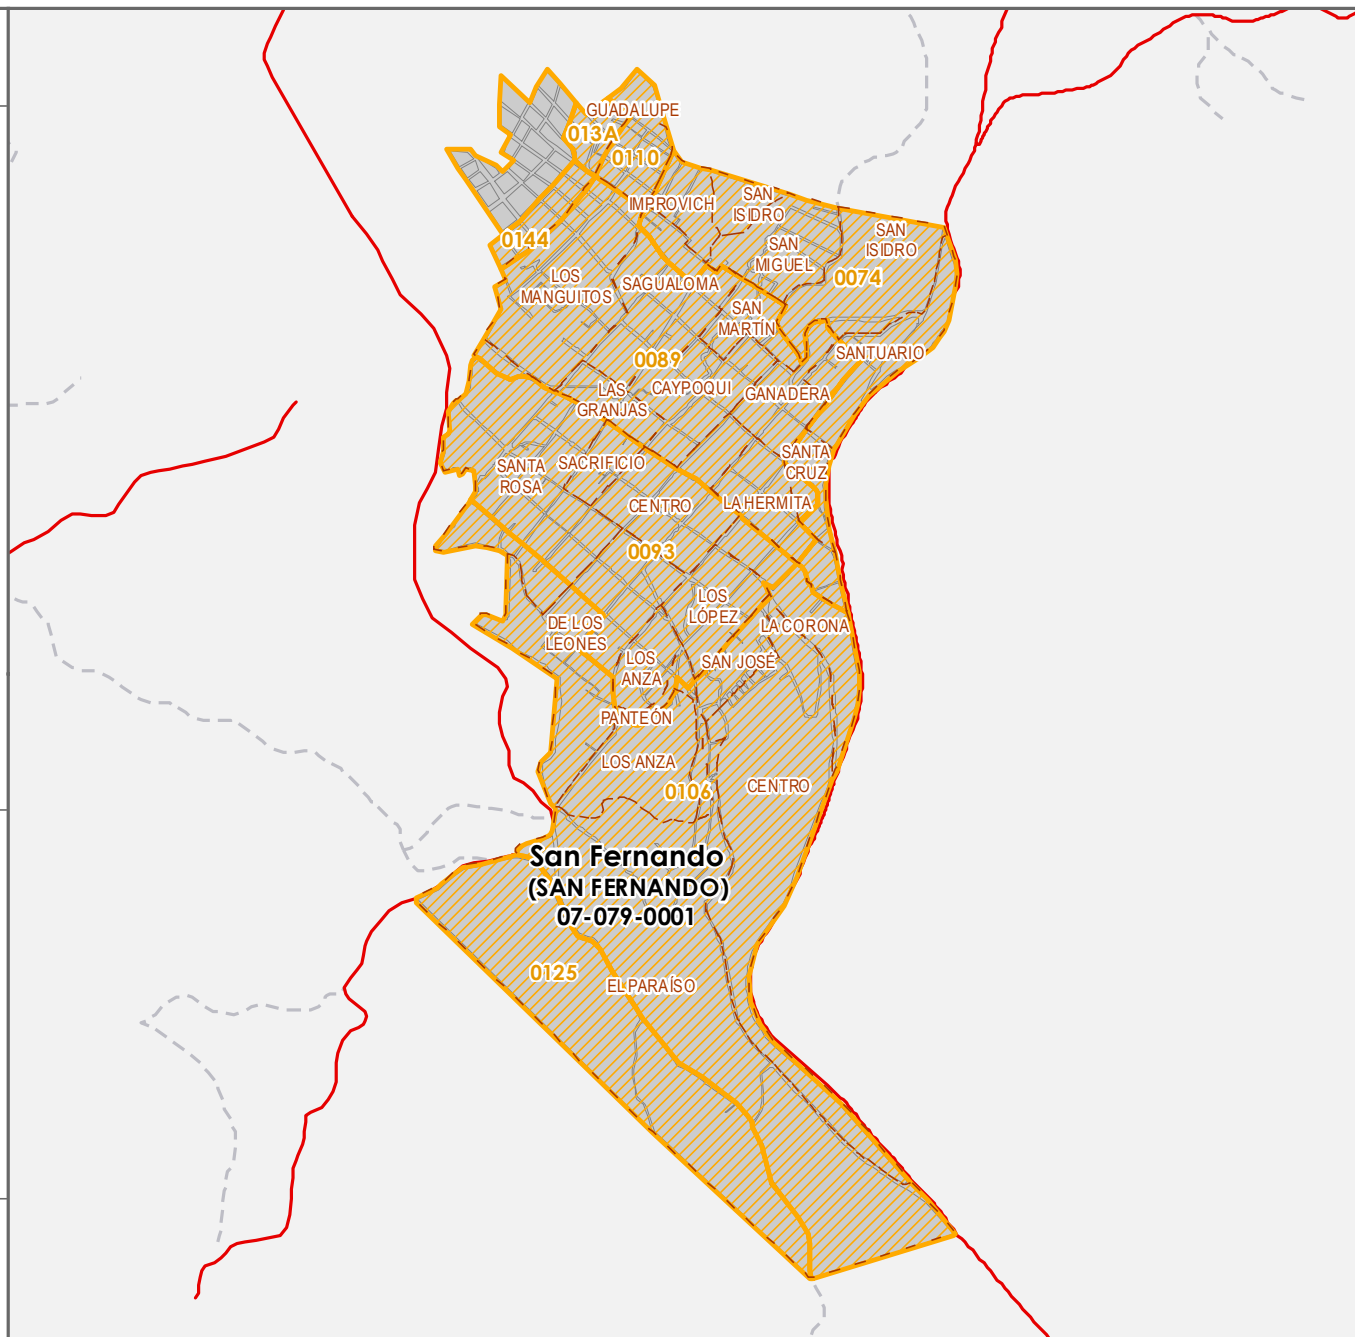 GUADALUPE
013A
0110
IMPROVICH
SAN
ISIDRO
SAN
ISIDRO
0144
SAN
MIGUEL
0074
LOS
MANGUITOS
SAGUALOMA
SAN
MARTÍN
SANTUARIO
0089
CAYPOQUI
LAS
GRANJAS
GANADERA
SANTA
CRUZ
SANTA
ROSA
SACRIFICIO
CENTRO
LA HERMITA
0093
LOS
LÓPEZ
DE LOS
LEONES
LA CORONA
LOS
ANZA
SAN JOSÉ
PANTEÓN
LOS ANZA
0106
CENTRO
San Fernando
(SAN FERNANDO)
07-079-0001
0125
EL PARAÍSO